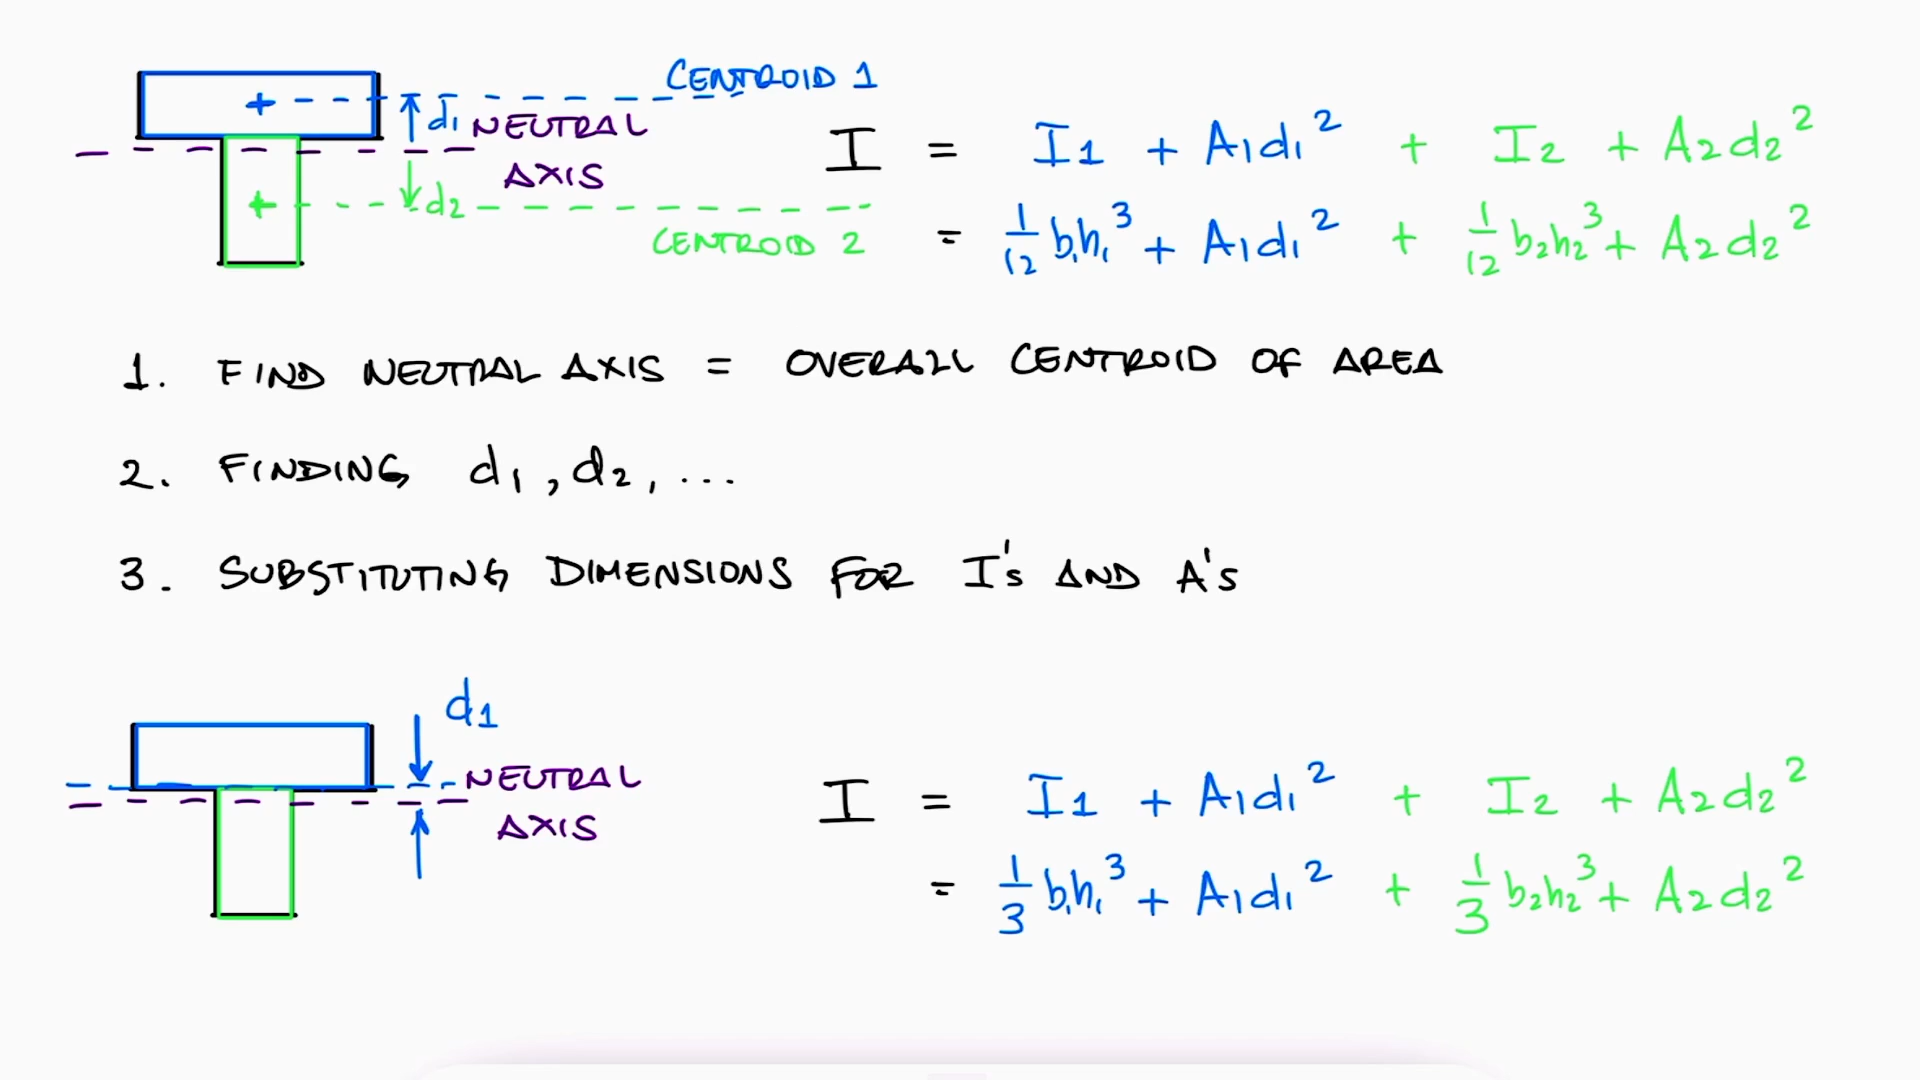 CENTROID 1
d₁ NEUTRAL
AXIS
d₂
CENTROID 2
I = I₁ + A₁d₁² + I₂ + A₂d₂²
= 1/12 b₁h₁³ + A₁d₁² + 1/12 b₂h₂³ + A₂d₂²
1. FIND NEUTRAL AXIS = OVERALL CENTROID OF AREA
2. FINDING d₁, d₂, ...
3. SUBSTITUTING DIMENSIONS FOR I's AND A's
d₁
NEUTRAL
AXIS
I = I₁ + A₁d₁² + I₂ + A₂d₂²
= 1/3 b₁h₁³ + A₁d₁² + 1/3 b₂h₂³ + A₂d₂²